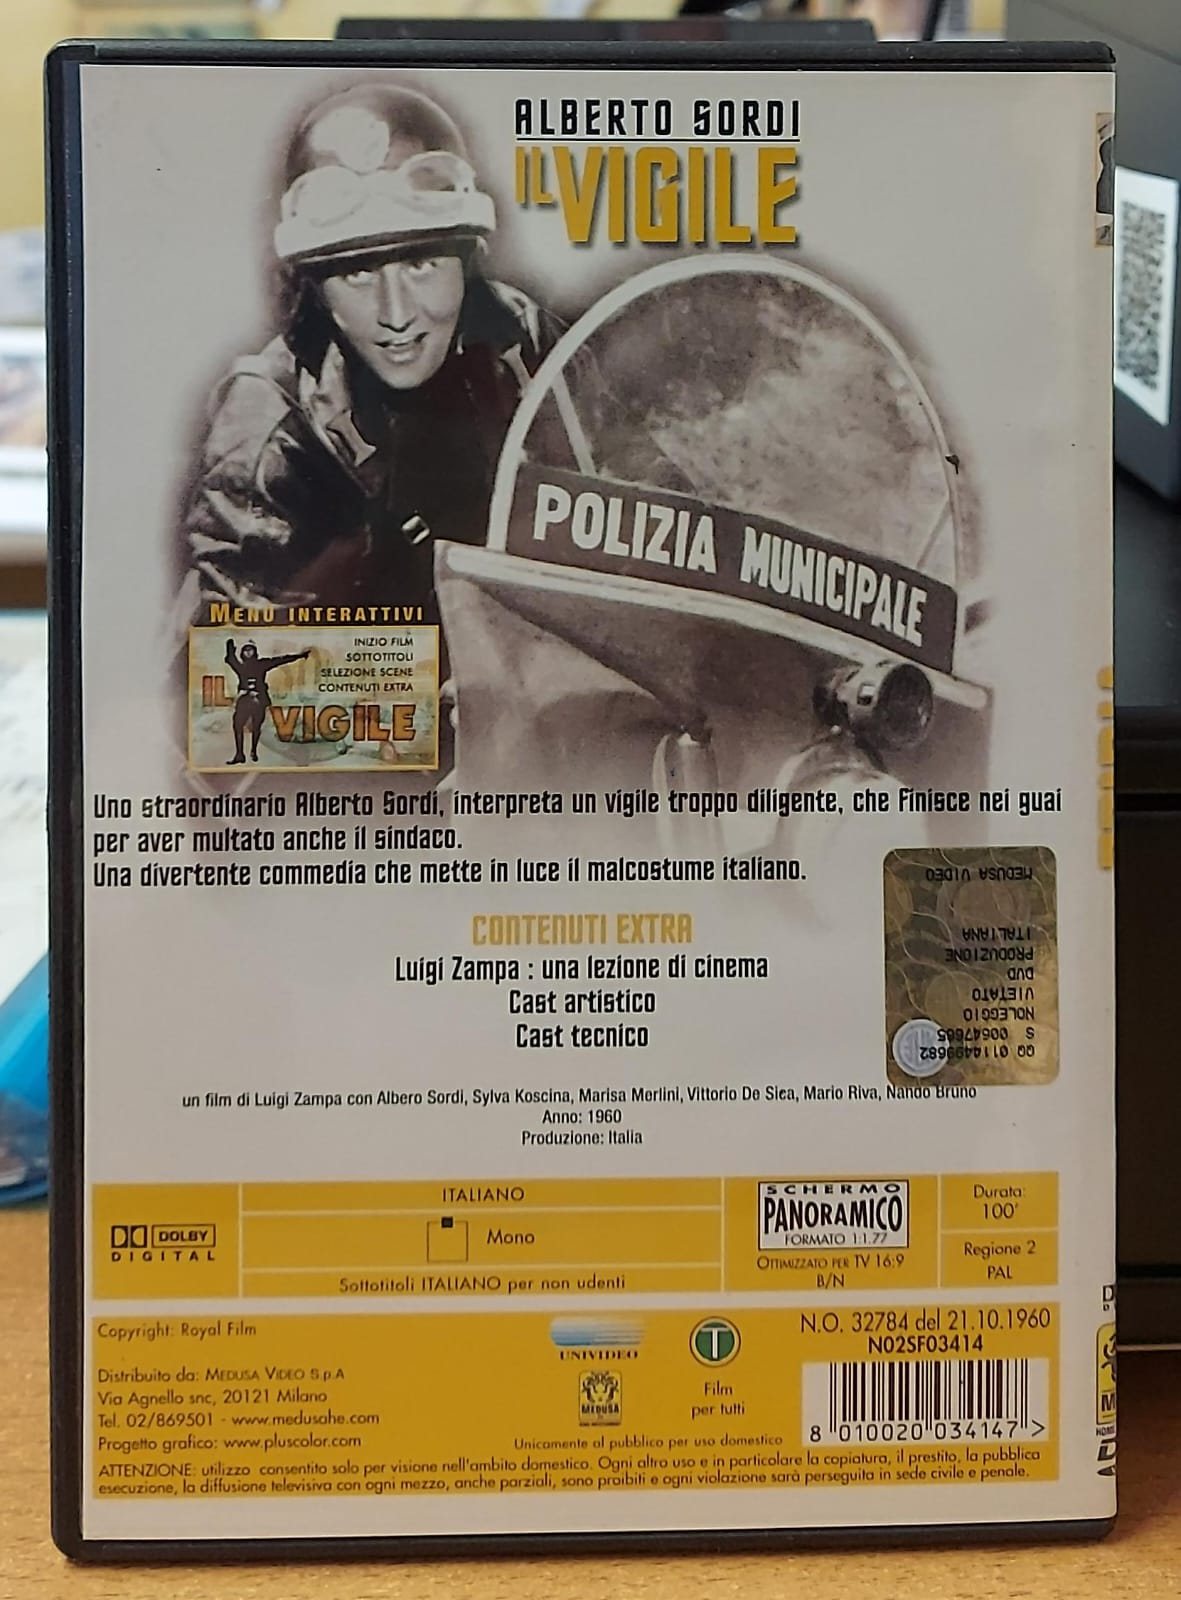 ALBERTO SORDI
IL VIGILE
POLIZIA MUNICIPALE
MENU INTERATTIVI
INIZIO FILM
SOTTOTITOLI
SELEZIONE SCENE
CONTENUTI EXTRA
IL VIGILE
Uno straordinario Alberto Sordi, interpreta un vigile troppo diligente, che finisce nei guai
per aver multato anche il sindaco.
Una divertente commedia che mette in luce il malcostume italiano.
CONTENUTI EXTRA
Luigi Zampa : una lezione di cinema
Cast artistico
Cast tecnico
QQ 0114499682
S 00647665
NOLEGGIO
VIETATO
DVD
PRODUZIONE
ITALIANA
MEDUSA VIDEO
un film di Luigi Zampa con Albero Sordi, Sylva Koscina, Marisa Merlini, Vittorio De Sica, Mario Riva, Nando Bruno
Anno: 1960
Produzione: Italia
DOLBY
DIGITAL
ITALIANO
Mono
Sottotitoli ITALIANO per non udenti
SCHERMO
PANORAMICO
FORMATO 1:1.77
OTTIMIZZATO PER TV 16:9
B/N
Durata:
100'
Regione 2
PAL
Copyright: Royal Film
Distribuito da: MEDUSA VIDEO S.p.A
Via Agnello snc, 20121 Milano
Tel. 02/869501 - www.medusahe.com
Progetto grafico: www.pluscolor.com
UNIVIDEO
MEDUSA
T
Film
per tutti
Unicamente al pubblico per uso domestico
N.O. 32784 del 21.10.1960
N02SF03414
8 010020 034147 >
ATTENZIONE: utilizzo consentito solo per visione nell'ambito domestico. Ogni altro uso e in particolare la copiatura, il prestito, la pubblica
esecuzione, la diffusione televisiva con ogni mezzo, anche parziali, sono proibiti e ogni violazione sarà perseguita in sede civile e penale.